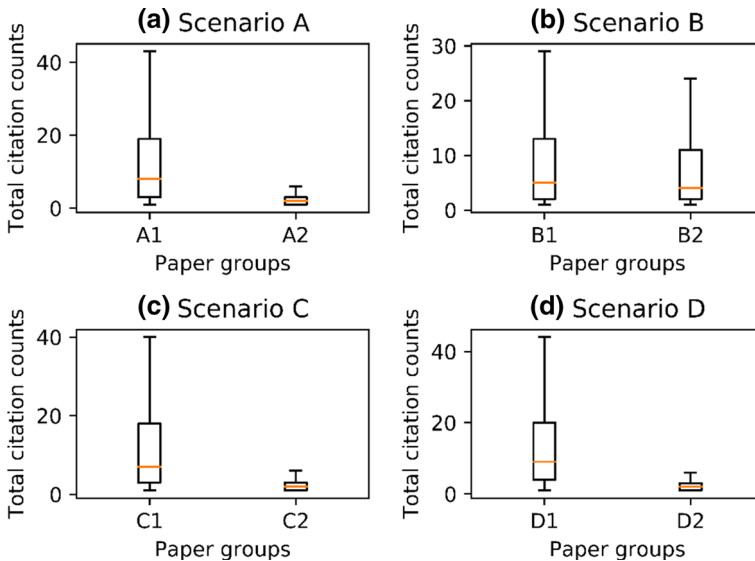 (a) Scenario A
Total citation counts
40
20
0
A1 A2
Paper groups
(b) Scenario B
Total citation counts
30
20
10
0
B1 B2
Paper groups
(c) Scenario C
Total citation counts
40
20
0
C1 C2
Paper groups
(d) Scenario D
Total citation counts
40
20
0
D1 D2
Paper groups